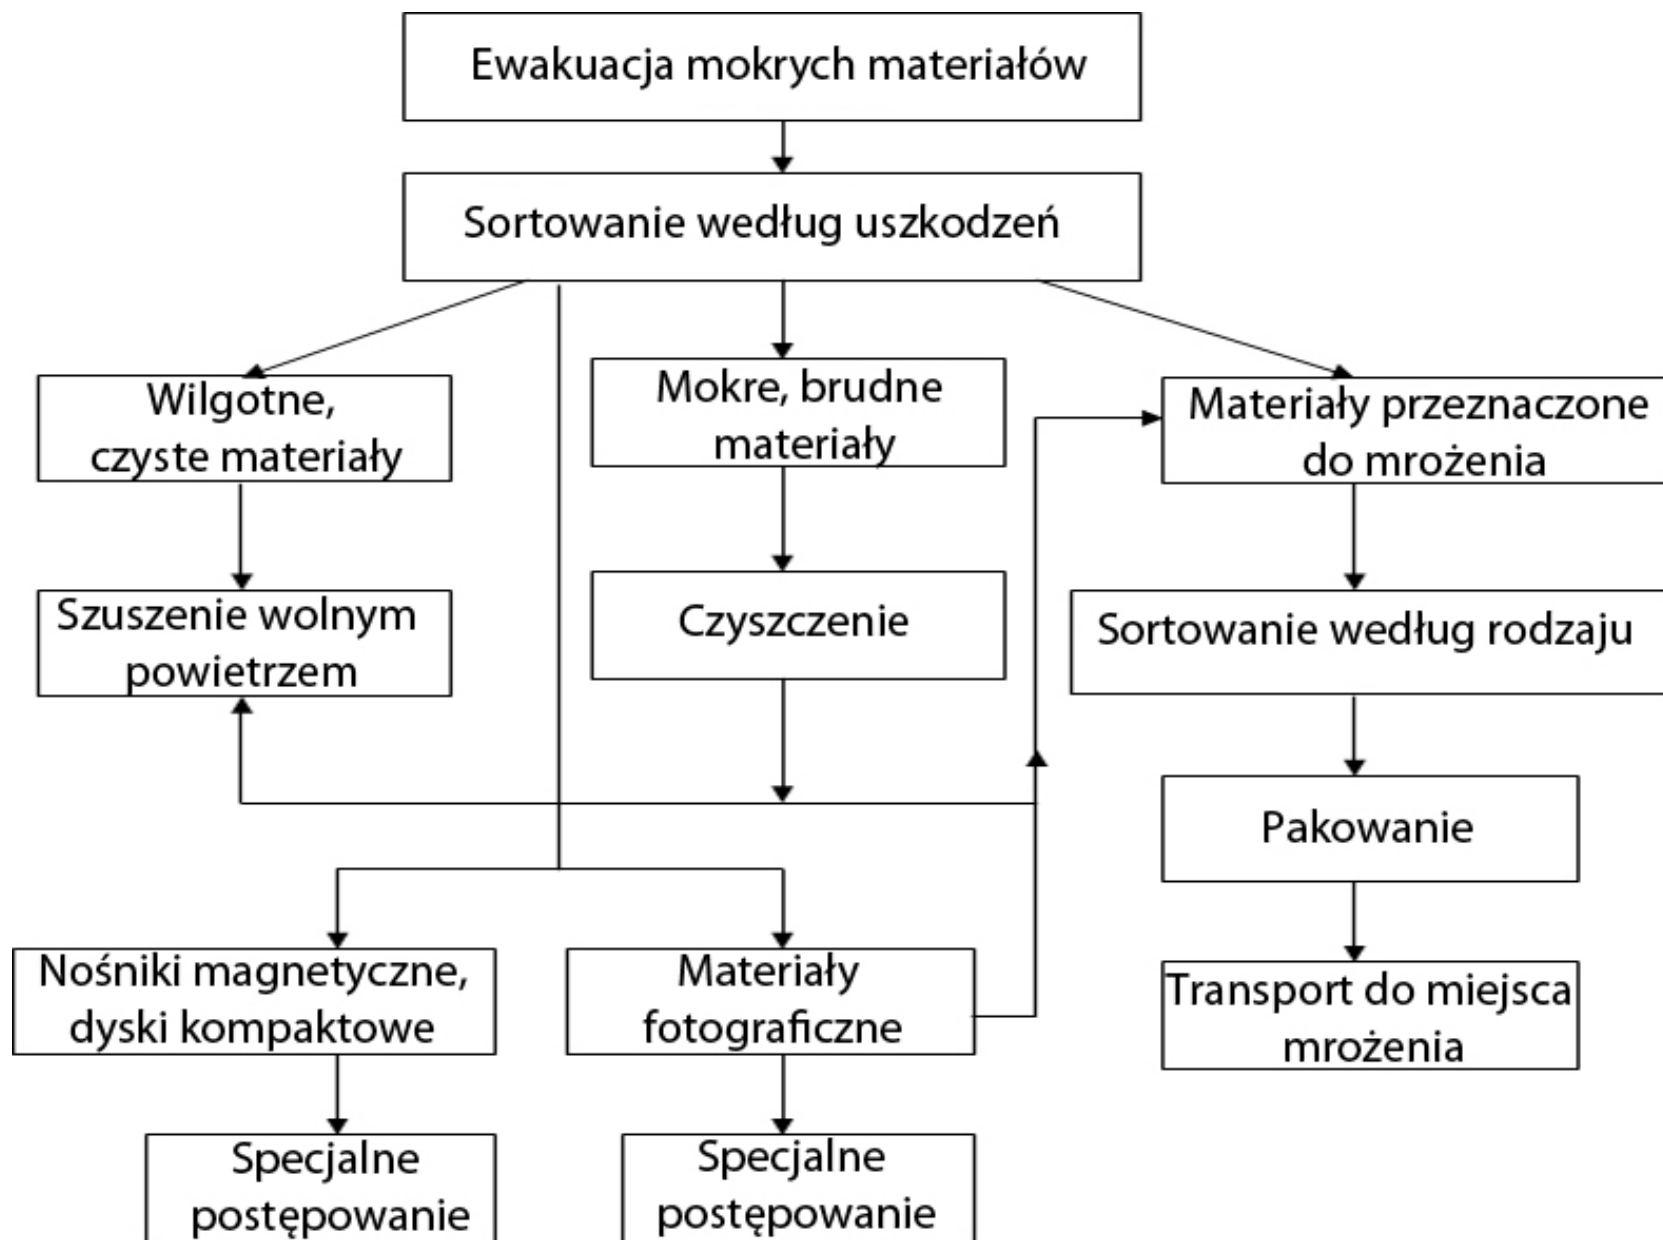 Ewakuacja mokrych materiałów
Sortowanie według uszkodzeń
Wilgotne,
czyste materiały
Mokre, brudne
materiały
Materiały przeznaczone
do mrożenia
Szuszenie wolnym
powietrzem
Czyszczenie
Sortowanie według rodzaju
Pakowanie
Nośniki magnetyczne,
dyski kompaktowe
Materiały
fotograficzne
Transport do miejsca
mrożenia
Specjalne
postępowanie
Specjalne
postępowanie